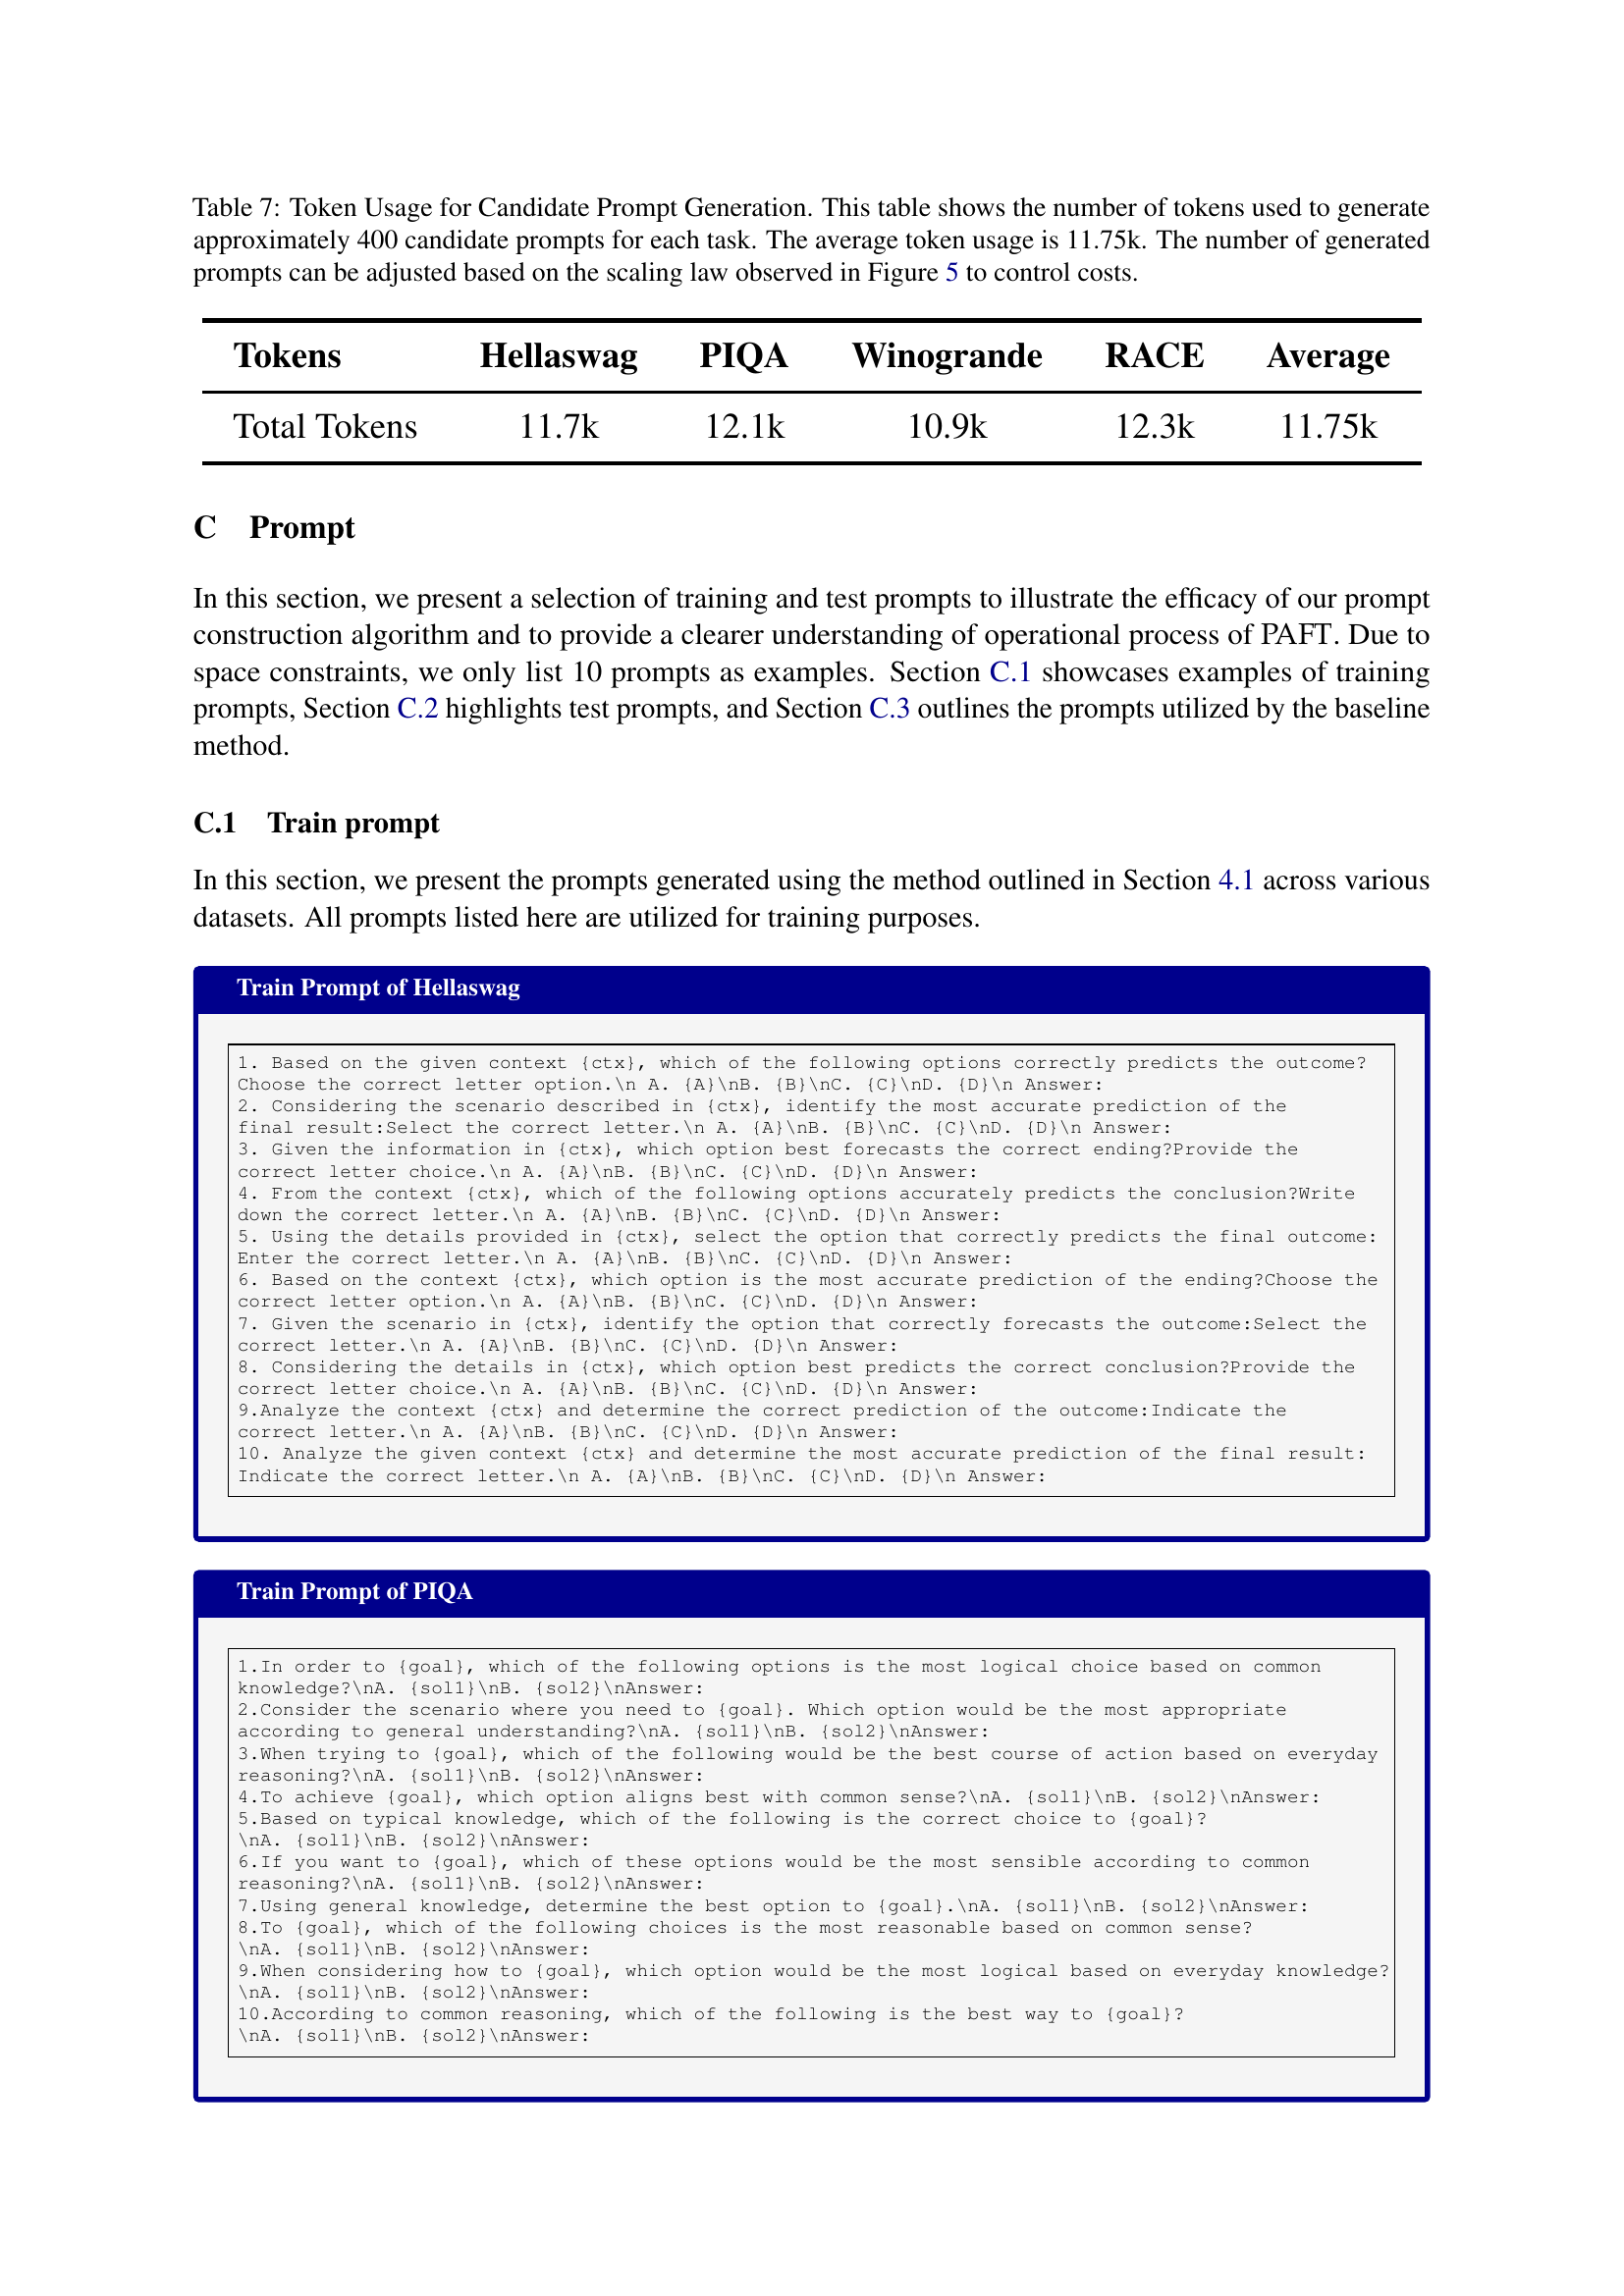 Table 7: Token Usage for Candidate Prompt Generation. This table shows the number of tokens used to generate
approximately 400 candidate prompts for each task. The average token usage is 11.75k. The number of generated
prompts can be adjusted based on the scaling law observed in Figure 5 to control costs.
Tokens Hellaswag PIQA Winogrande RACE Average
Total Tokens 11.7k 12.1k 10.9k 12.3k 11.75k
C Prompt
In this section, we present a selection of training and test prompts to illustrate the efficacy of our prompt
construction algorithm and to provide a clearer understanding of operational process of PAFT. Due to
space constraints, we only list 10 prompts as examples. Section C.1 showcases examples of training
prompts, Section C.2 highlights test prompts, and Section C.3 outlines the prompts utilized by the baseline
method.
C.1 Train prompt
In this section, we present the prompts generated using the method outlined in Section 4.1 across various
datasets. All prompts listed here are utilized for training purposes.
Train Prompt of Hellaswag
1. Based on the given context {ctx}, which of the following options correctly predicts the outcome?
Choose the correct letter option.\n A. {A}\nB. {B}\nC. {C}\nD. {D}\n Answer:
2. Considering the scenario described in {ctx}, identify the most accurate prediction of the
final result:Select the correct letter.\n A. {A}\nB. {B}\nC. {C}\nD. {D}\n Answer:
3. Given the information in {ctx}, which option best forecasts the correct ending?Provide the
correct letter choice.\n A. {A}\nB. {B}\nC. {C}\nD. {D}\n Answer:
4. From the context {ctx}, which of the following options accurately predicts the conclusion?Write
down the correct letter.\n A. {A}\nB. {B}\nC. {C}\nD. {D}\n Answer:
5. Using the details provided in {ctx}, select the option that correctly predicts the final outcome:
Enter the correct letter.\n A. {A}\nB. {B}\nC. {C}\nD. {D}\n Answer:
6. Based on the context {ctx}, which option is the most accurate prediction of the ending?Choose the
correct letter option.\n A. {A}\nB. {B}\nC. {C}\nD. {D}\n Answer:
7. Given the scenario in {ctx}, identify the option that correctly forecasts the outcome:Select the
correct letter.\n A. {A}\nB. {B}\nC. {C}\nD. {D}\n Answer:
8. Considering the details in {ctx}, which option best predicts the correct conclusion?Provide the
correct letter choice.\n A. {A}\nB. {B}\nC. {C}\nD. {D}\n Answer:
9.Analyze the context {ctx} and determine the correct prediction of the outcome:Indicate the
correct letter.\n A. {A}\nB. {B}\nC. {C}\nD. {D}\n Answer:
10. Analyze the given context {ctx} and determine the most accurate prediction of the final result:
Indicate the correct letter.\n A. {A}\nB. {B}\nC. {C}\nD. {D}\n Answer:
Train Prompt of PIQA
1.In order to {goal}, which of the following options is the most logical choice based on common
knowledge?\nA. {sol1}\nB. {sol2}\nAnswer:
2.Consider the scenario where you need to {goal}. Which option would be the most appropriate
according to general understanding?\nA. {sol1}\nB. {sol2}\nAnswer:
3.When trying to {goal}, which of the following would be the best course of action based on everyday
reasoning?\nA. {sol1}\nB. {sol2}\nAnswer:
4.To achieve {goal}, which option aligns best with common sense?\nA. {sol1}\nB. {sol2}\nAnswer:
5.Based on typical knowledge, which of the following is the correct choice to {goal}?
\nA. {sol1}\nB. {sol2}\nAnswer:
6.If you want to {goal}, which of these options would be the most sensible according to common
reasoning?\nA. {sol1}\nB. {sol2}\nAnswer:
7.Using general knowledge, determine the best option to {goal}.\nA. {sol1}\nB. {sol2}\nAnswer:
8.To {goal}, which of the following choices is the most reasonable based on common sense?
\nA. {sol1}\nB. {sol2}\nAnswer:
9.When considering how to {goal}, which option would be the most logical based on everyday knowledge?
\nA. {sol1}\nB. {sol2}\nAnswer:
10.According to common reasoning, which of the following is the best way to {goal}?
\nA. {sol1}\nB. {sol2}\nAnswer: